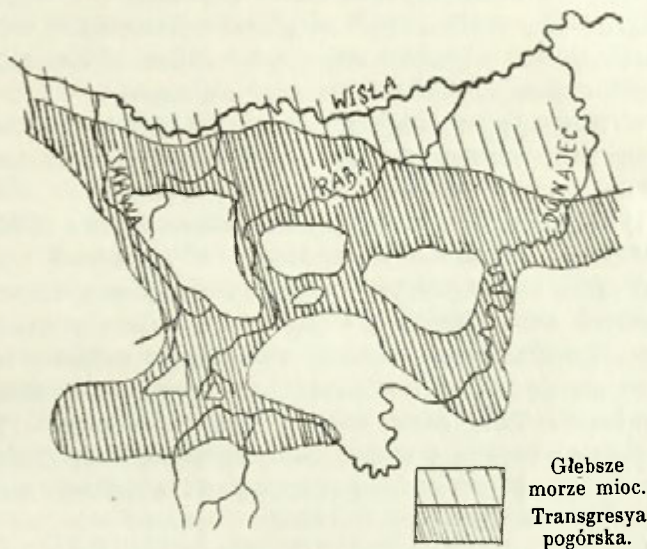 WISŁA
SKAWA
RABA
DUNAJEC
Głebsze
morze mioc.
Transgresya
pogórska.